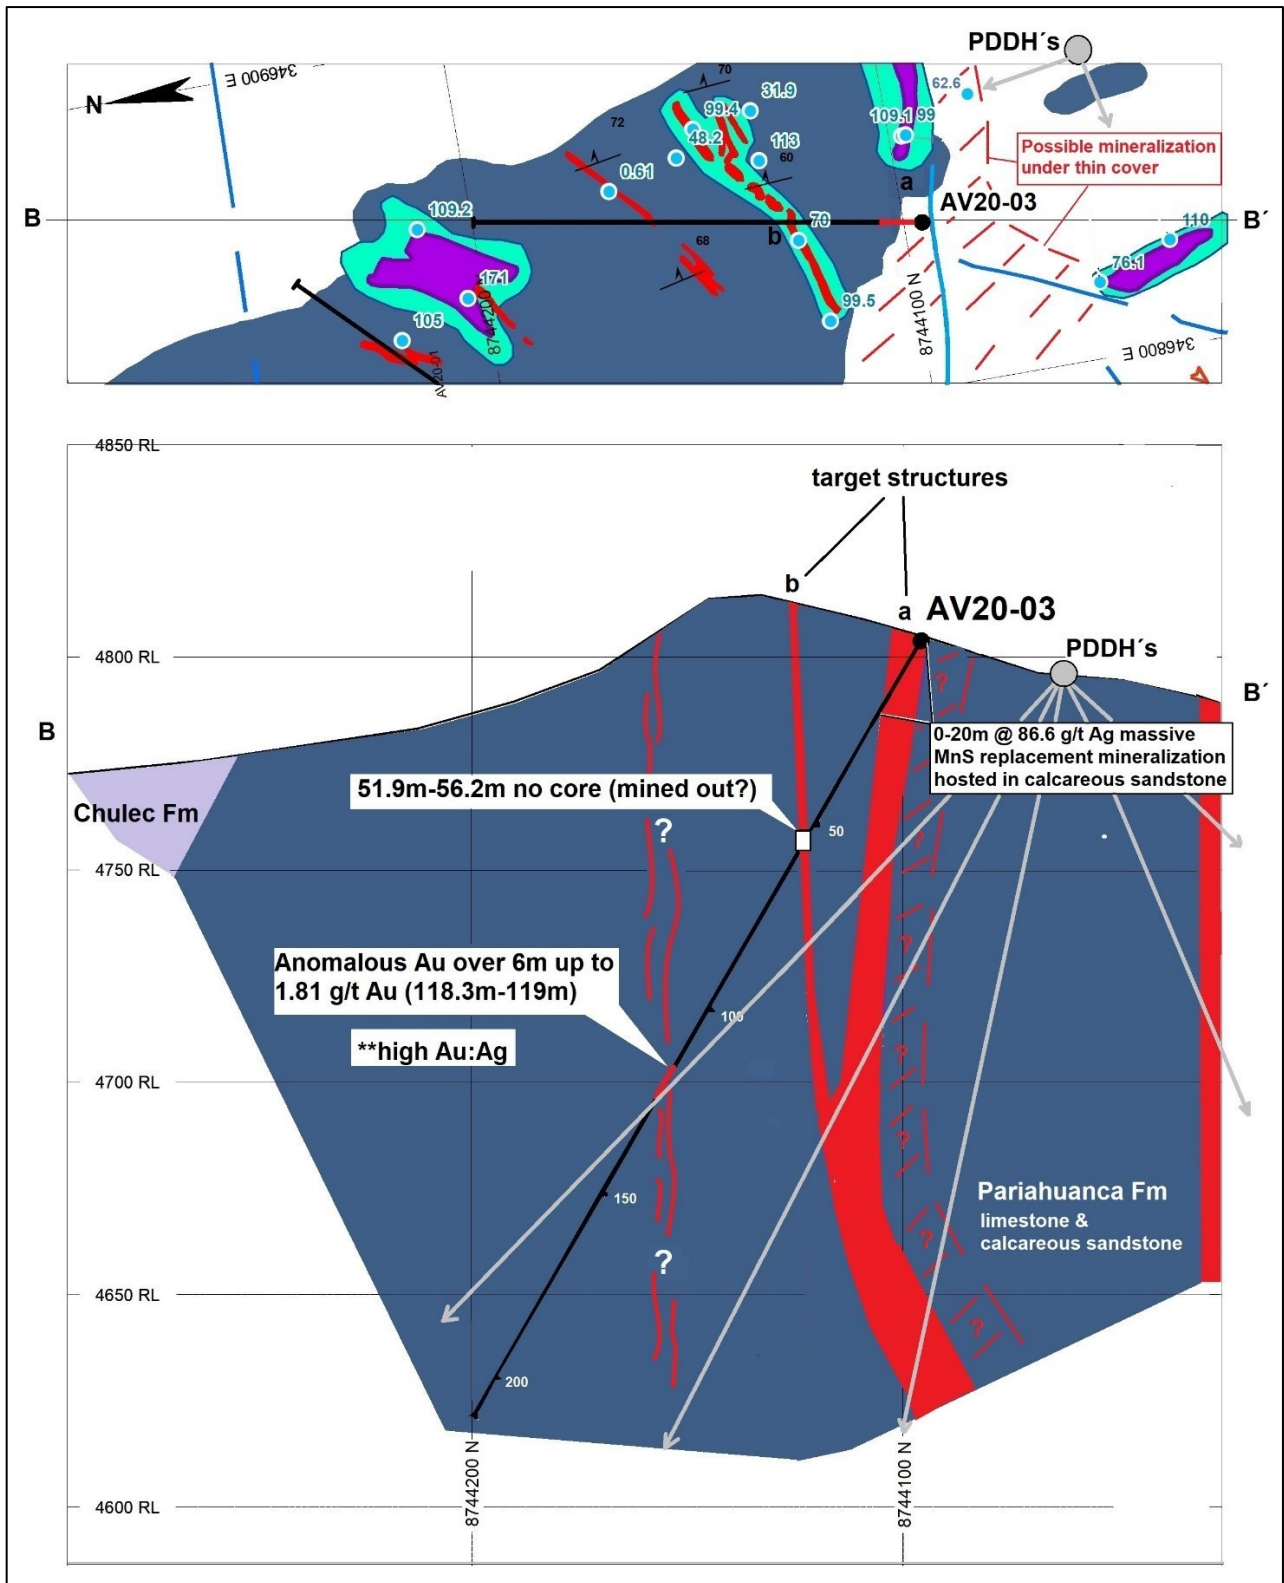 PDDH´s
346900 E
N
70
31.9
62.6
99.4
109.1
99
72
48.2
113
Possible mineralization
under thin cover
60
0.61
a
AV20-03
B
109.2
B´
b
70
110
68
171
76.1
8744200 N
8744100 N
99.5
105
346800 E
AV20-01
4850 RL
target structures
b
a
AV20-03
4800 RL
PDDH´s
?
B´
B
0-20m @ 86.6 g/t Ag massive
MnS replacement mineralization
hosted in calcareous sandstone
51.9m-56.2m no core (mined out?)
Chulec Fm
?
50
?
4750 RL
?
Anomalous Au over 6m up to
1.81 g/t Au (118.3m-119m)
100
**high Au:Ag
?
4700 RL
?
150
Pariahuanca Fm
limestone &
calcareous sandstone
?
?
4650 RL
?
200
8744200 N
8744100 N
4600 RL